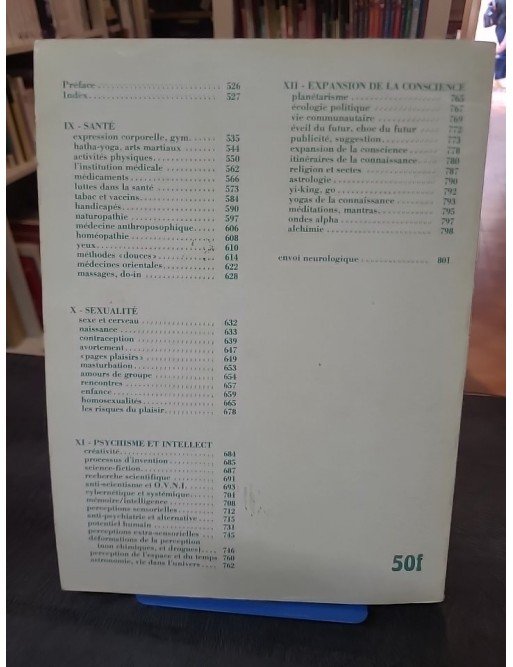 Préface 526
Index 527
IX - SANTÉ
expression corporelle, gym. 535
hatha-yoga, arts martiaux 544
activités physiques 550
l'institution médicale 562
médicaments 566
luttes dans la santé 573
tabac et vaccins 584
handicapés 590
naturopathie 597
médecine anthroposophique 606
homéopathie 608
yeux 610
méthodes «douces» 614
médecines orientales 622
massages, do-in 628
X - SEXUALITÉ
sexe et cerveau 632
naissance 633
contraception 639
avortement 647
«pages plaisirs» 649
masturbation 653
amours de groupe 654
rencontres 657
enfance 659
homosexualités 665
les risques du plaisir 678
XI - PSYCHISME ET INTELLECT
créativité 684
processus d'invention 685
science-fiction 687
recherche scientifique 691
anti-scientisme et O.V.N.I. 693
cybernétique et systémique 701
mémoire/intelligence 708
perceptions sensorielles 712
anti-psychiatrie et alternative 715
potentiel humain 731
perceptions extra-sensorielles 745
déformations de la perception
(non chimiques, et drogues) 746
perception de l'espace et du temps 760
astronomie, vie dans l'univers 762
XII - EXPANSION DE LA CONSCIENCE
planétarisme 765
écologie politique 767
vie communautaire 769
éveil du futur, choc du futur 772
publicité, suggestion 773
expansion de la conscience 778
itinéraires de la connaissance 780
religion et sectes 787
astrologie 790
yi-king, go 792
yogas de la connaissance 793
méditations, mantras 795
ondes alpha 797
alchimie 798
envoi neurologique 801
50f